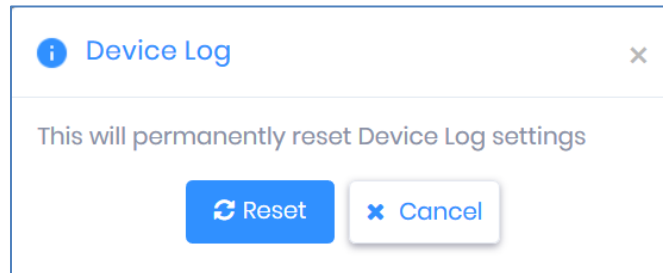 Device Log
This will permanently reset Device Log settings
Reset
Cancel